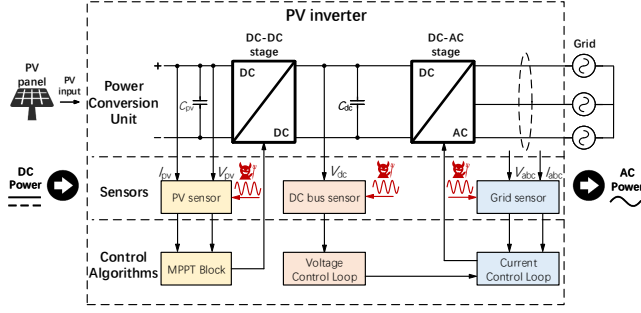 PV inverter
DC-DC
stage
DC-AC
stage
Grid
PV
panel
PV
input
+
-
Power
Conversion
Unit
Cpv
DC
DC
Cdc
DC
AC
DC
Power
Ipv
Vpv
Vdc
Vabc
Iabc
AC
Power
Sensors
PV sensor
DC bus sensor
Grid sensor
Control
Algorithms
MPPT Block
Voltage
Control Loop
Current
Control Loop